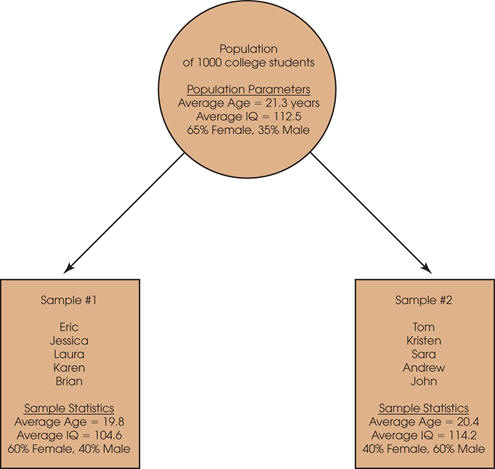 Population
of 1000 college students
Population Parameters
Average Age = 21.3 years
Average IQ = 112.5
65% Female, 35% Male
Sample #1
Eric
Jessica
Laura
Karen
Brian
Sample Statistics
Average Age = 19.8
Average IQ = 104.6
60% Female, 40% Male
Sample #2
Tom
Kristen
Sara
Andrew
John
Sample Statistics
Average Age = 20.4
Average IQ = 114.2
40% Female, 60% Male